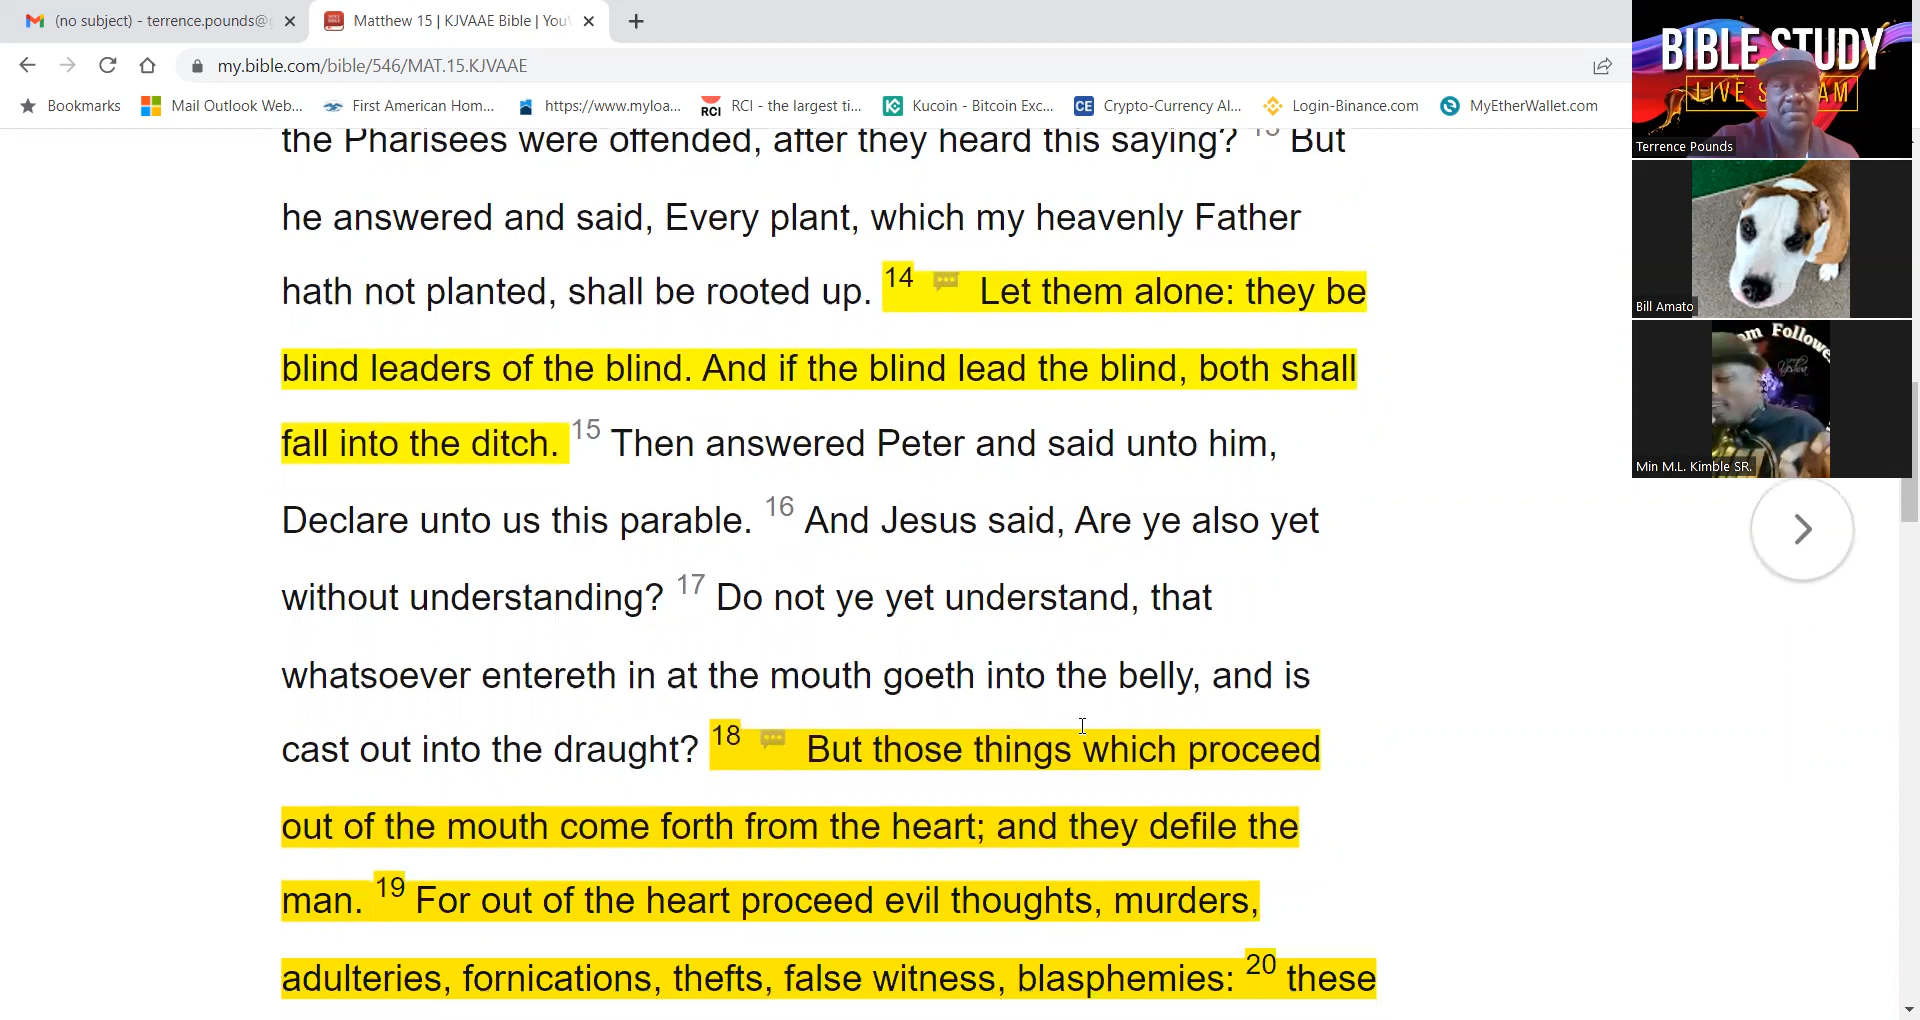 (no subject) - terrence.pounds@
Matthew 15 | KJVAAE Bible | You
my.bible.com/bible/546/MAT.15.KJVAAE
Bookmarks
Mail Outlook Web...
First American Hom...
https://www.myloa...
RCI
RCI - the largest ti...
Kucoin - Bitcoin Exc...
CE
Crypto-Currency Al...
Login-Binance.com
MyEtherWallet.com
the Pharisees were offended, after they heard this saying? 13 But
he answered and said, Every plant, which my heavenly Father
hath not planted, shall be rooted up. 14 Let them alone: they be
blind leaders of the blind. And if the blind lead the blind, both shall
fall into the ditch. 15 Then answered Peter and said unto him,
Declare unto us this parable. 16 And Jesus said, Are ye also yet
without understanding? 17 Do not ye yet understand, that
whatsoever entereth in at the mouth goeth into the belly, and is
cast out into the draught? 18 But those things which proceed
out of the mouth come forth from the heart; and they defile the
man. 19 For out of the heart proceed evil thoughts, murders,
adulteries, fornications, thefts, false witness, blasphemies: 20 these
BIBLE STUDY
LIVE S AM
Terrence Pounds
Bill Amato
om Followe
Min M.L. Kimble SR.